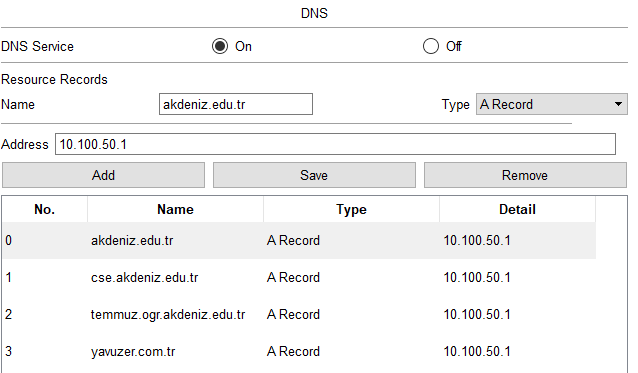 DNS
DNS Service On Off
Resource Records
Name akdeniz.edu.tr Type A Record
Address 10.100.50.1
Add Save Remove
No. Name Type Detail
0 akdeniz.edu.tr A Record 10.100.50.1
1 cse.akdeniz.edu.tr A Record 10.100.50.1
2 temmuz.ogr.akdeniz.edu.tr A Record 10.100.50.1
3 yavuzer.com.tr A Record 10.100.50.1